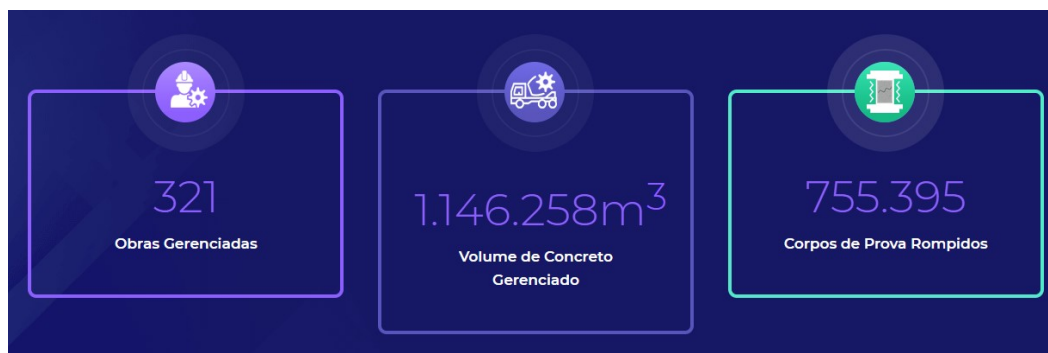 321
Obras Gerenciadas
1.146.258m³
Volume de Concreto
Gerenciado
755.395
Corpos de Prova Rompidos